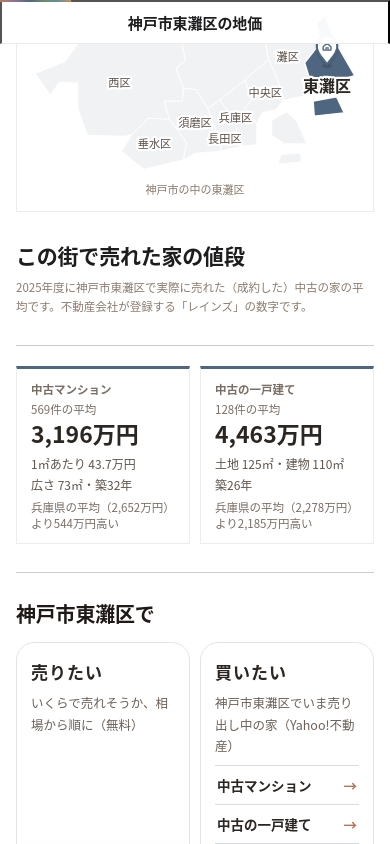 神戸市東灘区の地価
灘区
東灘区
西区
中央区
須磨区
兵庫区
長田区
垂水区
神戸市の中の東灘区
この街で売れた家の値段
2025年度に神戸市東灘区で実際に売れた（成約した）中古の家の平
均です。不動産会社が登録する「レインズ」の数字です。
中古マンション
569件の平均
3,196万円
1㎡あたり 43.7万円
広さ 73㎡・築32年
兵庫県の平均（2,652万円）
より544万円高い
中古の一戸建て
128件の平均
4,463万円
土地 125㎡・建物 110㎡
築26年
兵庫県の平均（2,278万円）
より2,185万円高い
神戸市東灘区で
売りたい
いくらで売れそうか、相
場から順に（無料）
買いたい
神戸市東灘区でいま売り
出し中の家（Yahoo!不動
産）
中古マンション →
中古の一戸建て →